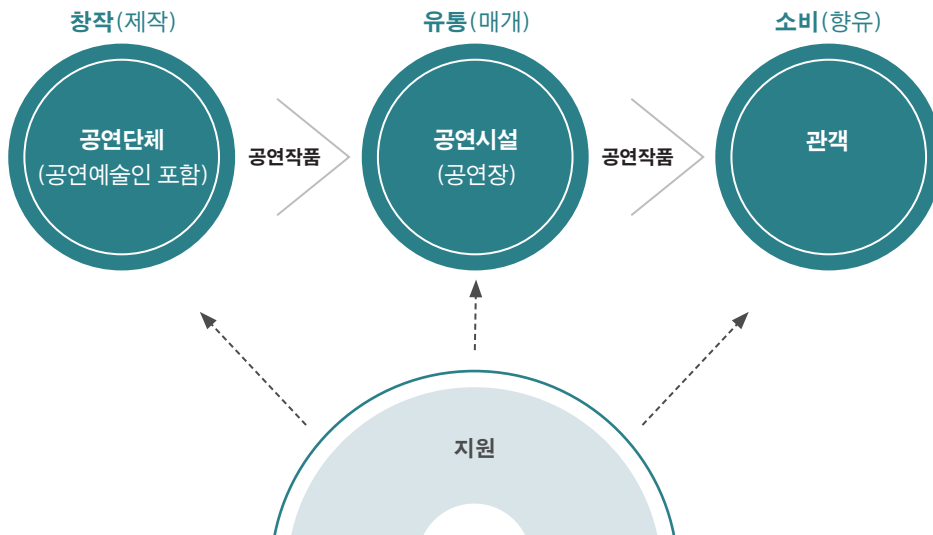 창작(제작)
유통(매개)
소비(향유)
공연단체
(공연예술인 포함)
공연작품
공연시설
(공연장)
공연작품
관객
지원